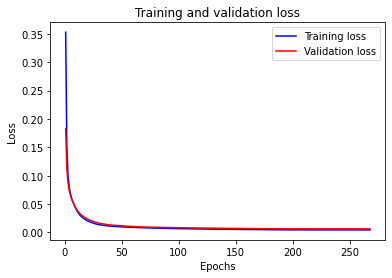 Training and validation loss
Training loss
Validation loss
Loss
0.35
0.30
0.25
0.20
0.15
0.10
0.05
0.00
0
50
100
150
200
250
Epochs